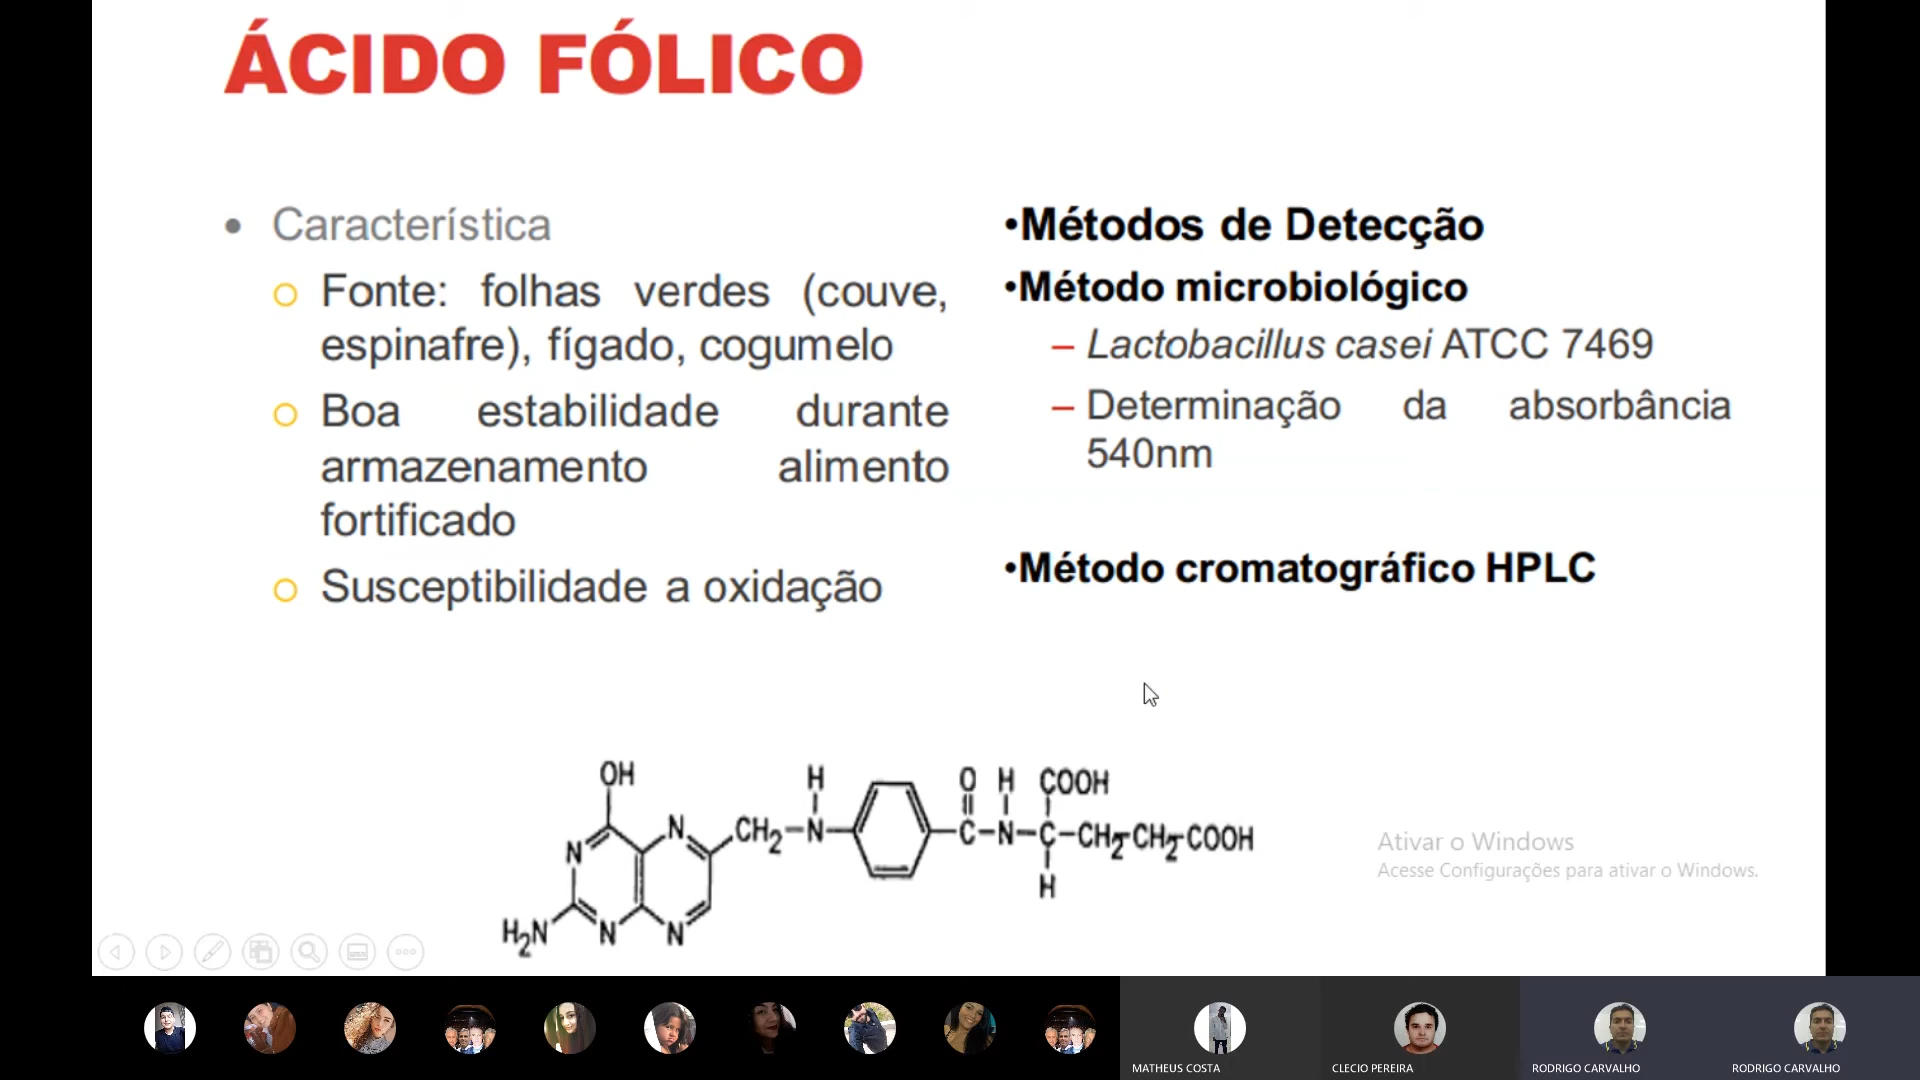 ÁCIDO FÓLICO
• Característica
o Fonte: folhas verdes (couve,
espinafre), fígado, cogumelo
o Boa estabilidade durante
armazenamento alimento
fortificado
o Susceptibilidade a oxidação
•Métodos de Detecção
•Método microbiológico
– Lactobacillus casei ATCC 7469
– Determinação da absorbância
540nm
•Método cromatográfico HPLC
OH H O H COOH
N N CH2-N C-N-C-CH2-CH2-COOH
H
H2N N N
Ativar o Windows
Acesse Configurações para ativar o Windows.
MATHEUS COSTA
CLECIO PEREIRA
RODRIGO CARVALHO
RODRIGO CARVALHO